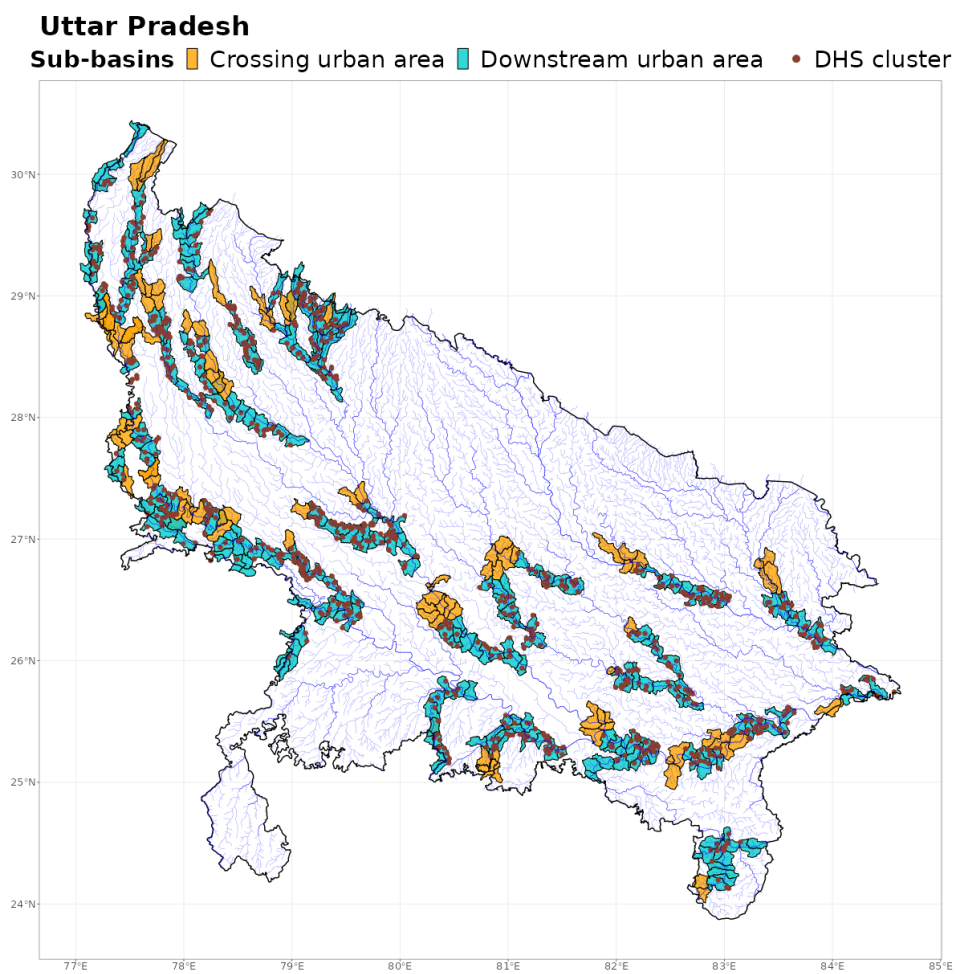 Uttar Pradesh
Sub-basins Crossing urban area Downstream urban area DHS cluster
30°N
29°N
28°N
27°N
26°N
25°N
24°N
77°E 78°E 79°E 80°E 81°E 82°E 83°E 84°E 85°E